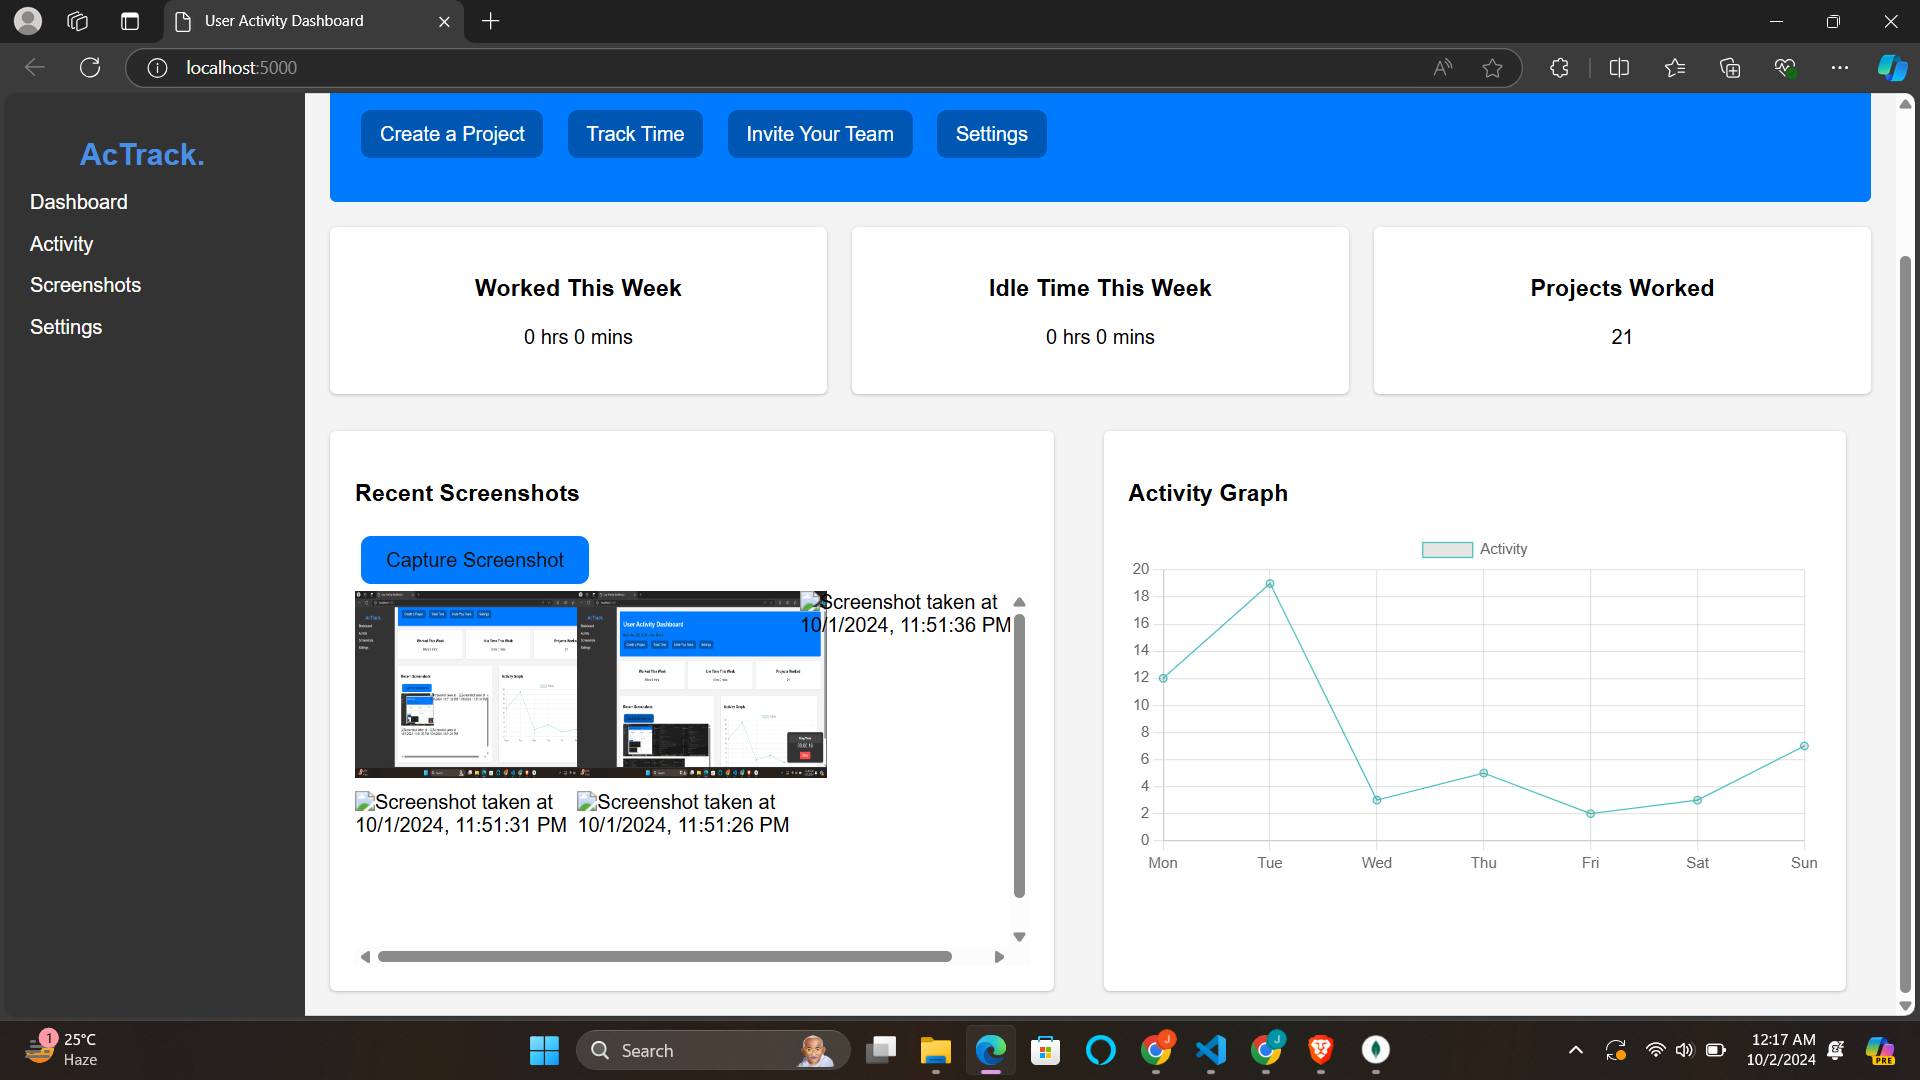 User Activity Dashboard
localhost:5000
AcTrack.
Dashboard
Activity
Screenshots
Settings
Create a Project
Track Time
Invite Your Team
Settings
Worked This Week
0 hrs 0 mins
Idle Time This Week
0 hrs 0 mins
Projects Worked
21
Recent Screenshots
Capture Screenshot
User Activity Dashboard
Screenshot taken at
10/1/2024, 11:51:36 PM
Screenshot taken at
10/1/2024, 11:51:31 PM
Screenshot taken at
10/1/2024, 11:51:26 PM
Activity Graph
Activity
20
18
16
14
12
10
8
6
4
2
0
Mon Tue Wed Thu Fri Sat Sun
1
25°C
Haze
Search
J
J
12:17 AM
10/2/2024
PRE